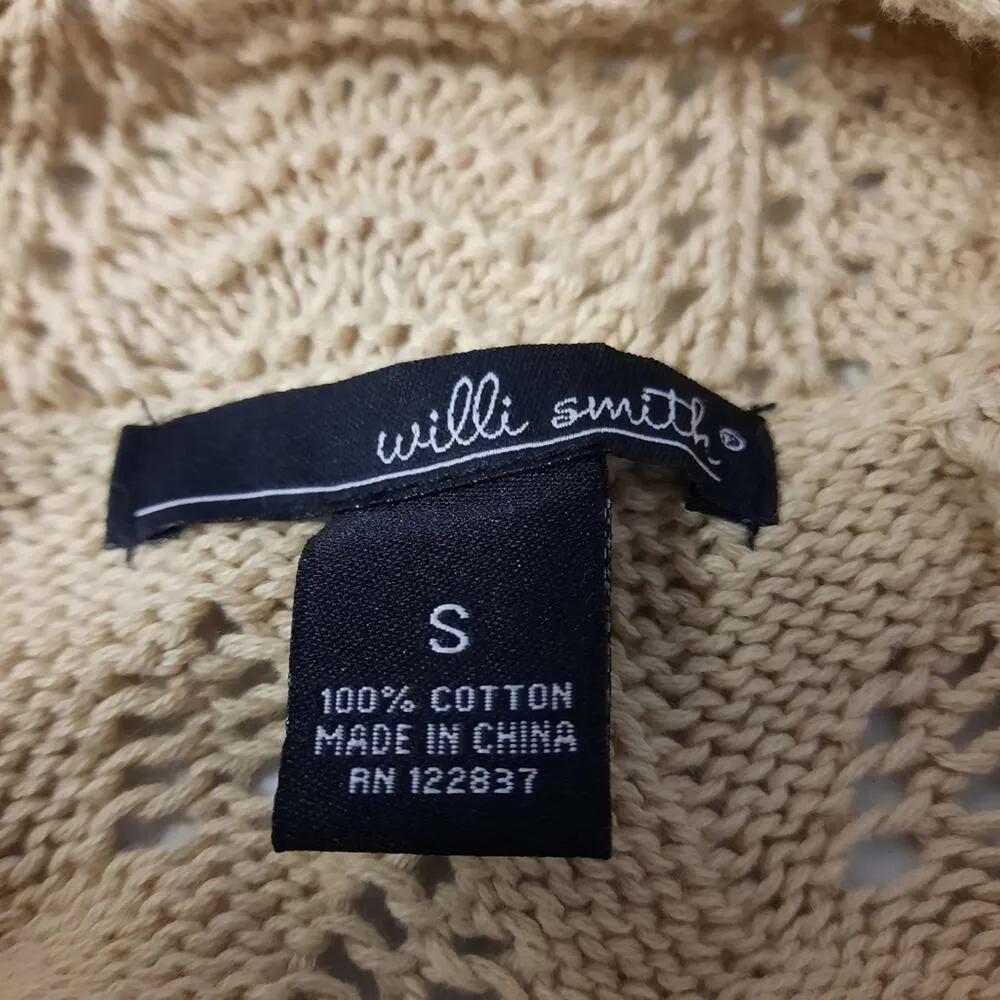 willi smith®
S
100% COTTON
MADE IN CHINA
RN 122837